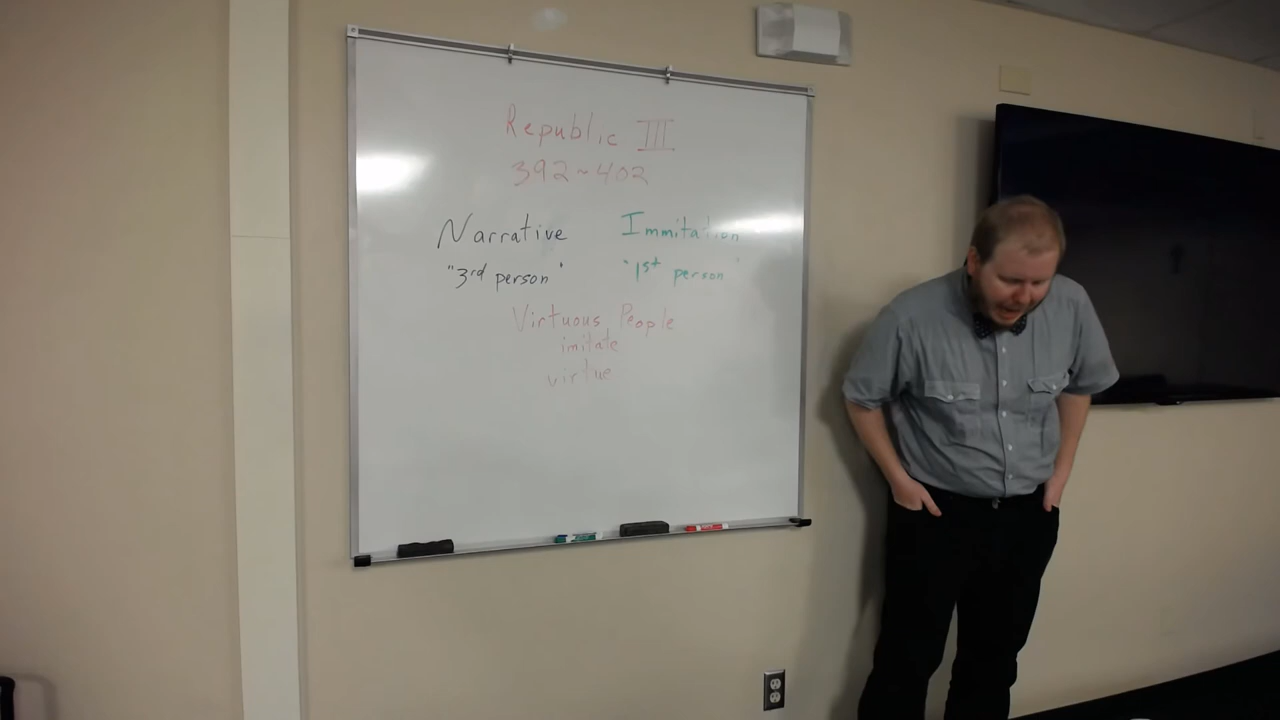 Republic III
392~402
Narrative Immitation
"3rd person" "1st person"
Virtuous People
imitate
virtue